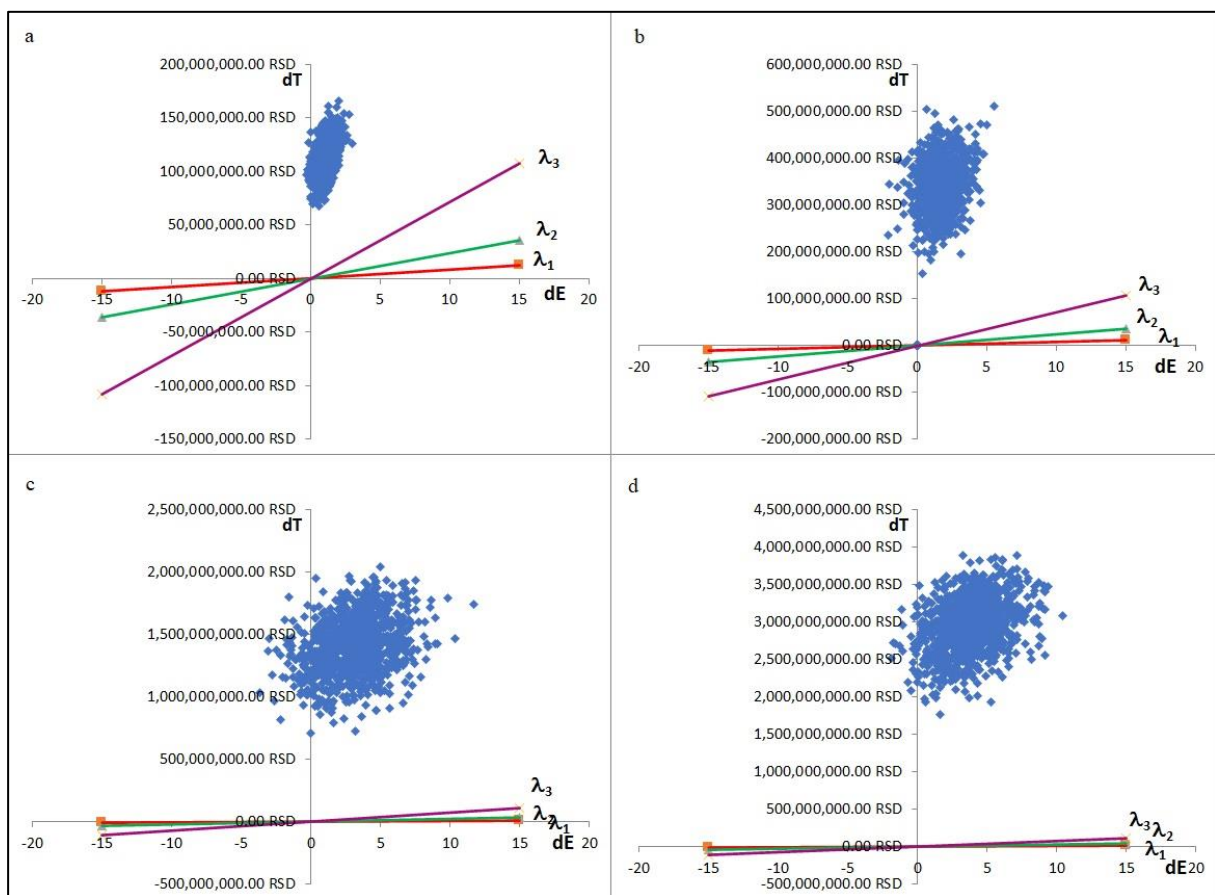 a
200,000,000.00 RSD
dT
150,000,000.00 RSD
100,000,000.00 RSD
λ3
50,000,000.00 RSD
λ2
λ1
0.00 RSD
-20 -15 -10 -5 0 5 10 15 20
dE
-50,000,000.00 RSD
-100,000,000.00 RSD
-150,000,000.00 RSD
b
600,000,000.00 RSD
dT
500,000,000.00 RSD
400,000,000.00 RSD
300,000,000.00 RSD
200,000,000.00 RSD
100,000,000.00 RSD
λ3
λ2
λ1
0.00 RSD
-20 -15 -10 -5 0 5 10 15 20
dE
-100,000,000.00 RSD
-200,000,000.00 RSD
c
2,500,000,000.00 RSD
dT
2,000,000,000.00 RSD
1,500,000,000.00 RSD
1,000,000,000.00 RSD
500,000,000.00 RSD
λ3
λ2
λ1
0.00 RSD
-20 -15 -10 -5 0 5 10 15 20
dE
-500,000,000.00 RSD
d
4,500,000,000.00 RSD
dT
4,000,000,000.00 RSD
3,500,000,000.00 RSD
3,000,000,000.00 RSD
2,500,000,000.00 RSD
2,000,000,000.00 RSD
1,500,000,000.00 RSD
1,000,000,000.00 RSD
500,000,000.00 RSD
λ3 λ2
λ1
0.00 RSD
-20 -15 -10 -5 0 5 10 15 20
dE
-500,000,000.00 RSD